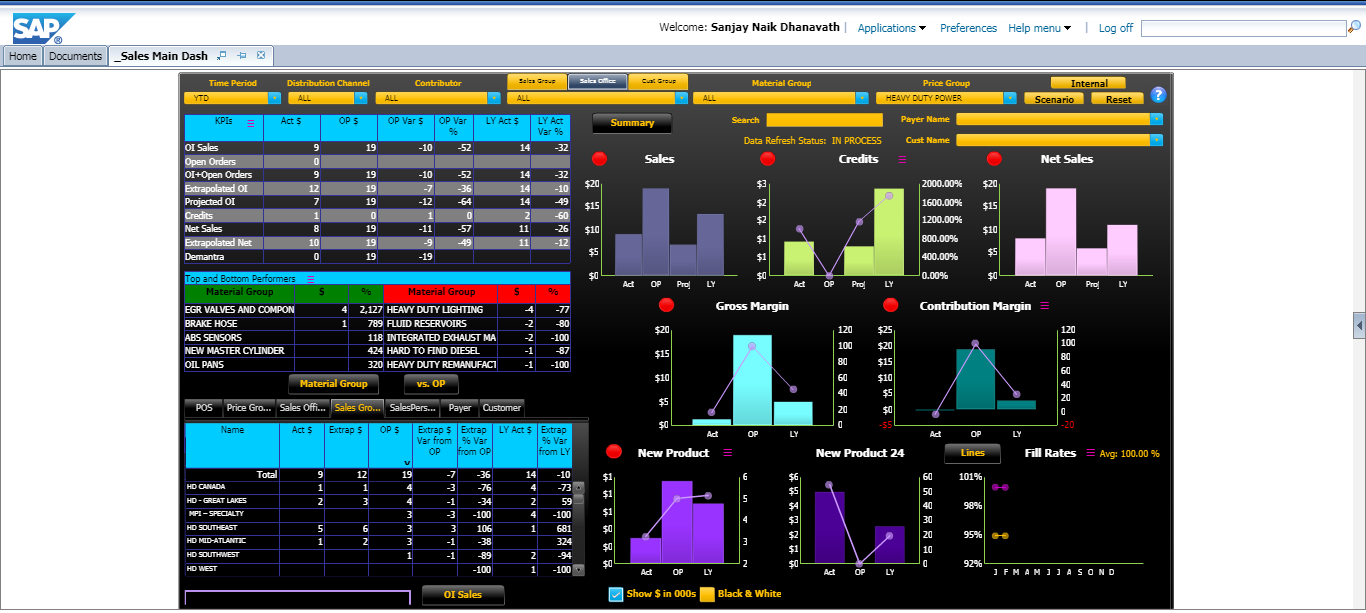 SAP ®
Welcome: Sanjay Naik Dhanavath | Applications Preferences Help menu | Log off
Home Documents _Sales Main Dash
Time Period Distribution Channel Contributor Sales Group Sales Office Cust Group Material Group Price Group Internal
YTD ALL ALL ALL ALL HEAVY DUTY POWER Scenario Reset ?
KPIs Act $ OP $ OP Var $ OP Var % LY Act $ LY Act Var %
OI Sales 9 19 -10 -52 14 -32
Open Orders 0
OI+Open Orders 9 19 -10 -52 14 -32
Extrapolated OI 12 19 -7 -36 14 -10
Projected OI 7 19 -12 -64 14 -49
Credits 1 0 1 0 2 -60
Net Sales 8 19 -11 -57 11 -26
Extrapolated Net 10 19 -9 -49 11 -12
Demantra 0 19 -19
Summary Search Payer Name
Data Refresh Status: IN PROCESS Cust Name
Top and Bottom Performers
Material Group $ % Material Group $ %
EGR VALVES AND COMPON 4 2,127 HEAVY DUTY LIGHTING -4 -77
BRAKE HOSE 1 789 FLUID RESERVOIRS -2 -80
ABS SENSORS 118 INTEGRATED EXHAUST MA -2 -100
NEW MASTER CYLINDER 424 HARD TO FIND DIESEL -1 -87
OIL PANS 320 HEAVY DUTY REMANUFACT -1 -100
Material Group vs. OP
POS Price Gro... Sales Offi... Sales Gro... SalesPers... Payer Customer
Name Act $ Extrap $ OP $ Extrap $ Var from OP Extrap % Var from OP LY Act $ Extrap % Var from LY
Total 9 12 19 -7 -36 14 -10
HD CANADA 1 1 4 -3 -76 4 -73
HD - GREAT LAKES 2 3 4 -1 -34 2 59
MPI – SPECIALTY 3 -3 -100 4 -100
HD SOUTHEAST 5 6 3 3 106 1 681
HD MID-ATLANTIC 1 2 3 -1 -38 324
HD SOUTHWEST 1 -1 -89 2 -94
HD WEST -100 1 -100
OI Sales
Sales
$20
$15
$10
$5
$0
Act OP Proj LY
Credits
$3 2000.00%
$2 1600.00%
$2 1200.00%
$1 800.00%
$1 400.00%
$0 0.00%
Act OP Proj LY
Net Sales
$20
$15
$10
$5
$0
Act OP Proj LY
Gross Margin
$20 120
$15 100
$10 80
$5 60
$0 40
20
0
Act OP LY
Contribution Margin
$25 120
$20 100
$15 80
$10 60
$5 40
$0 20
-$5 0
-20
Act OP LY
New Product
$1 6
$1 5
$1 4
$0 3
$0 2
$0
Act OP LY
New Product 24
$6 60
$5 50
$4 40
$3 30
$2 20
$1 10
$0 0
Act OP LY
Lines Fill Rates Avg: 100.00 %
101%
98%
95%
92%
J F M A M J J A S O N D
Show $ in 000s Black & White